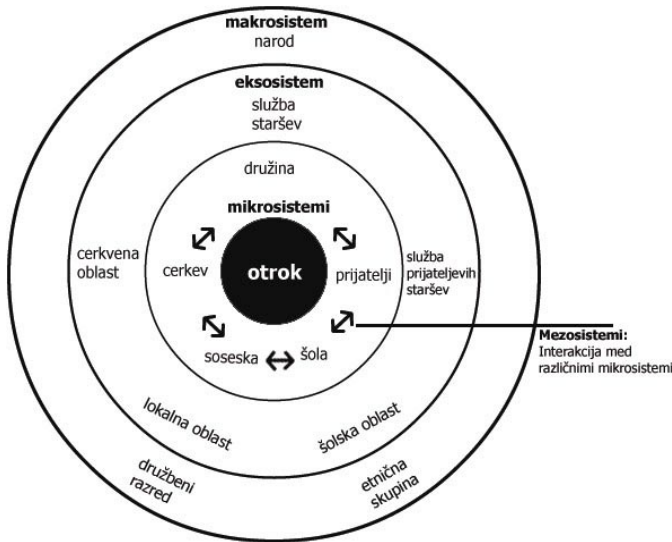 makrosistem
narod
eksosistem
služba
staršev
družina
mikrosistemi
cerkvena
oblast
cerkev
otrok
prijatelji
služba
prijateljevih
staršev
soseska
šola
Mezosistemi:
Interakcija med
različnimi mikrosistemi
lokalna oblast
šolska oblast
družbeni
razred
etnična
skupina